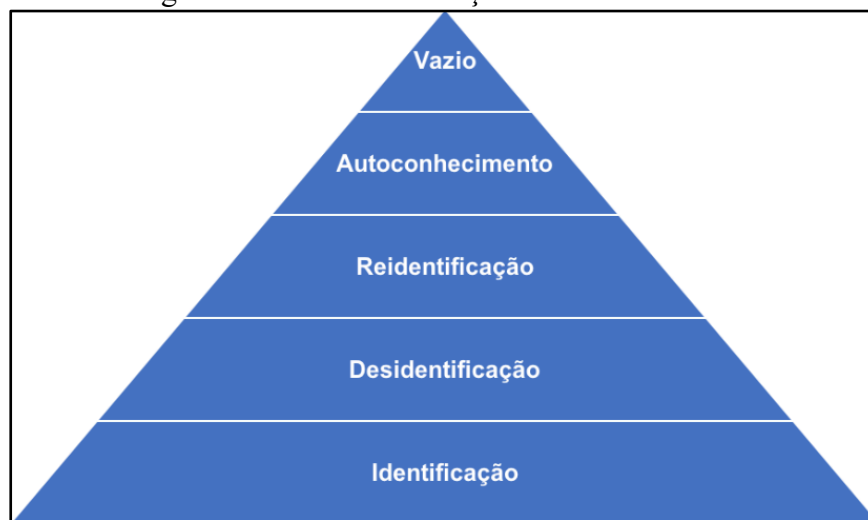 Vazio
Autoconhecimento
Reidentificação
Desidentificação
Identificação